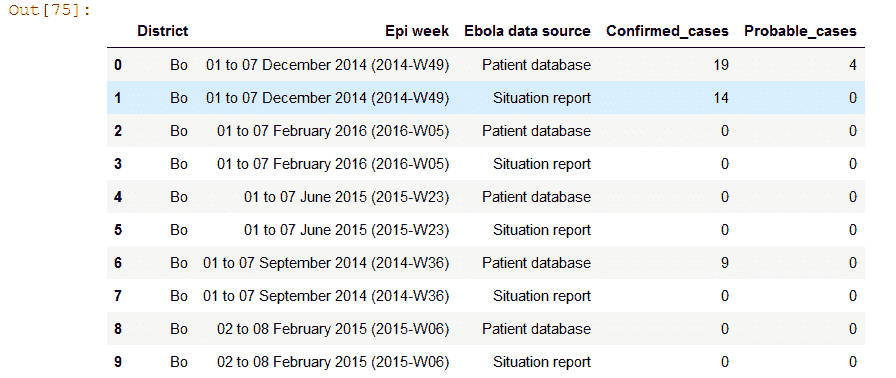 Out[75]:
District Epi week Ebola data source Confirmed_cases Probable_cases
0 Bo 01 to 07 December 2014 (2014-W49) Patient database 19 4
1 Bo 01 to 07 December 2014 (2014-W49) Situation report 14 0
2 Bo 01 to 07 February 2016 (2016-W05) Patient database 0 0
3 Bo 01 to 07 February 2016 (2016-W05) Situation report 0 0
4 Bo 01 to 07 June 2015 (2015-W23) Patient database 0 0
5 Bo 01 to 07 June 2015 (2015-W23) Situation report 0 0
6 Bo 01 to 07 September 2014 (2014-W36) Patient database 9 0
7 Bo 01 to 07 September 2014 (2014-W36) Situation report 0 0
8 Bo 02 to 08 February 2015 (2015-W06) Patient database 0 0
9 Bo 02 to 08 February 2015 (2015-W06) Situation report 0 0